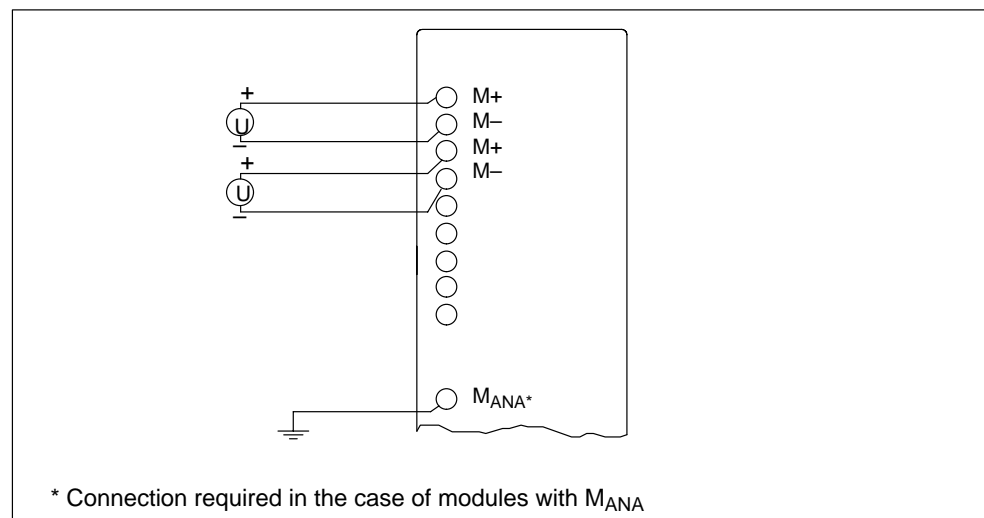 +
M+
U
M–
–
M+
+
M–
U
–
MANA*
* Connection required in the case of modules with MANA